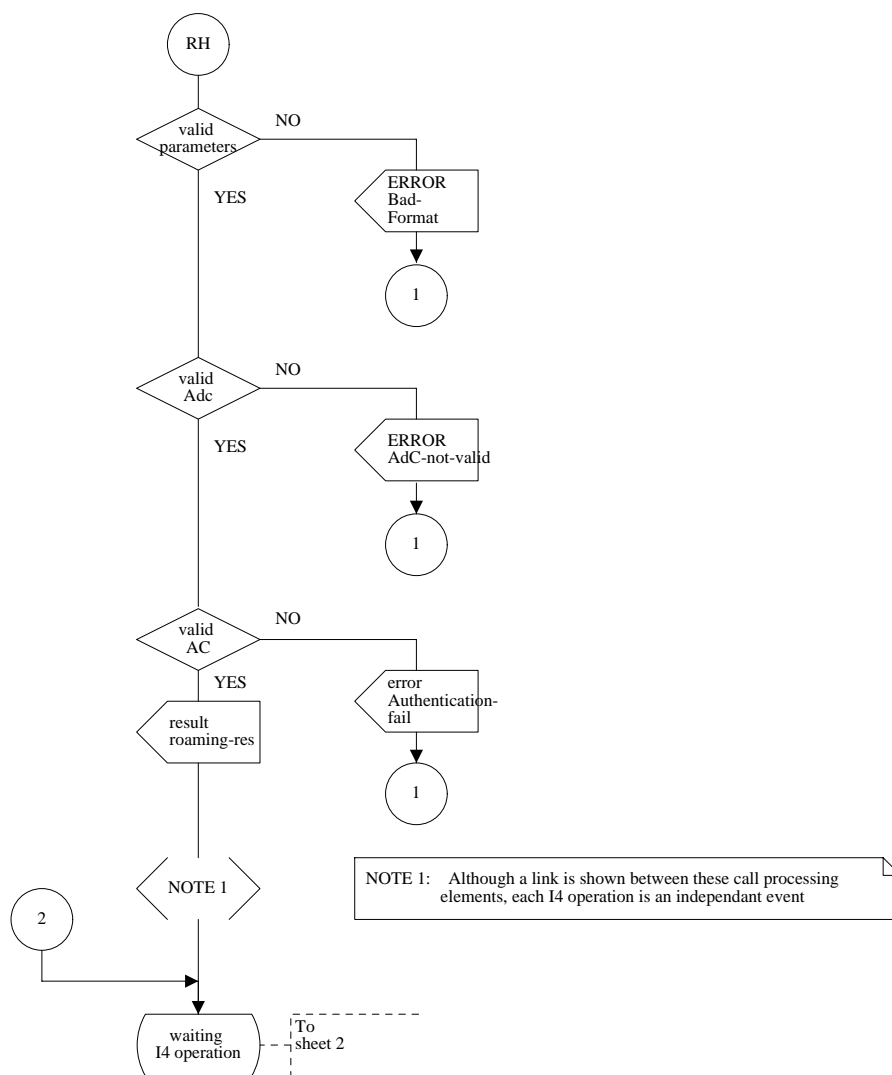 RH
valid
parameters
NO
YES
ERROR
Bad-
Format
1
valid
Adc
NO
YES
ERROR
AdC-not-valid
1
valid
AC
NO
YES
error
Authentication-
fail
result
roaming-res
1
NOTE 1
NOTE 1: Although a link is shown between these call processing
elements, each I4 operation is an independant event
2
waiting
I4 operation
To
sheet 2